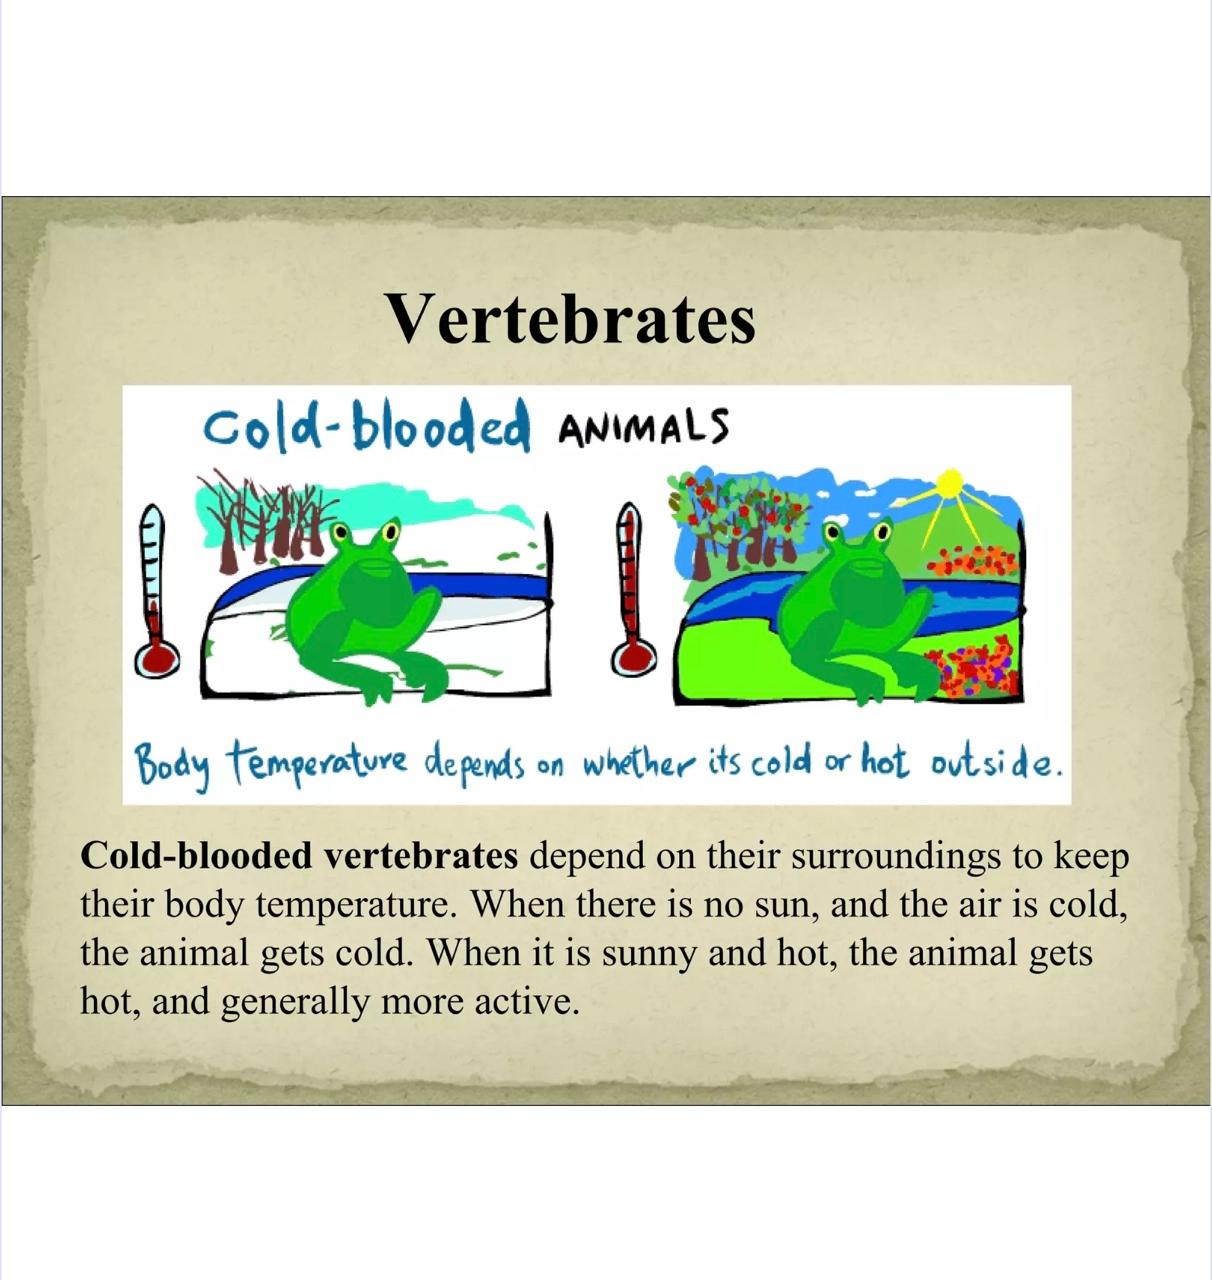 Vertebrates
Cold-blooded ANIMALS
Body temperature depends on whether its cold or hot outside.
Cold-blooded vertebrates depend on their surroundings to keep
their body temperature. When there is no sun, and the air is cold,
the animal gets cold. When it is sunny and hot, the animal gets
hot, and generally more active.